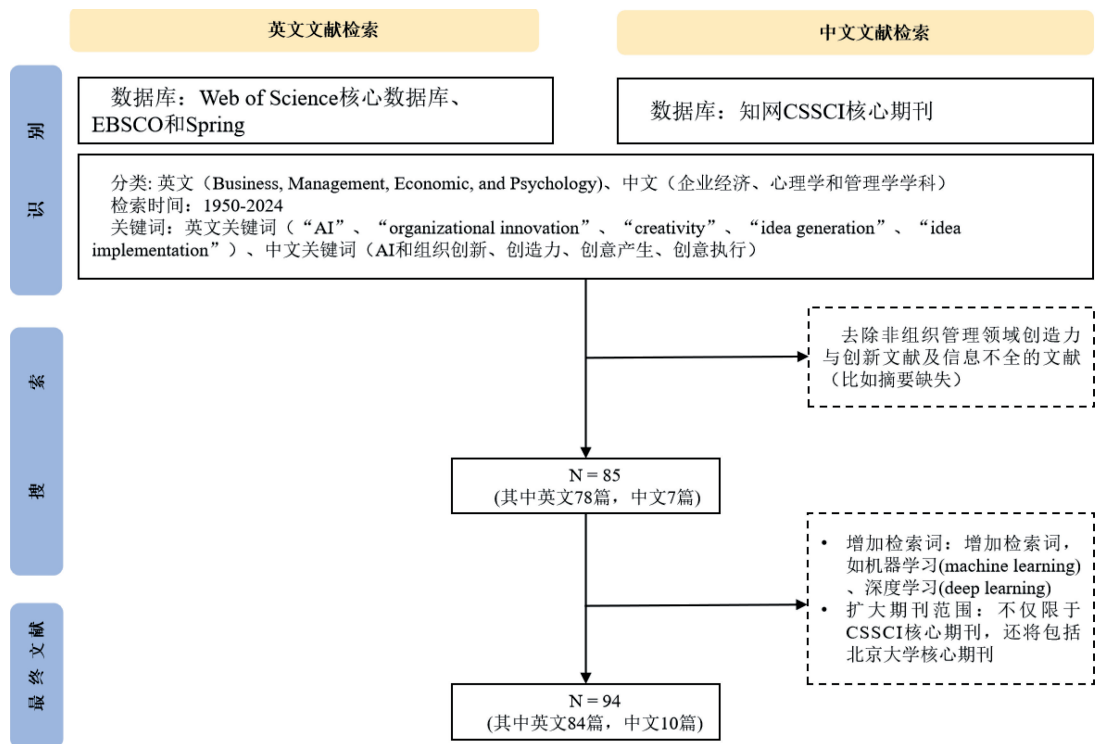 英文文献检索
中文文献检索
识别
数据库：Web of Science核心数据库、
EBSCO和Spring
数据库：知网CSSCI核心期刊
分类: 英文（Business, Management, Economic, and Psychology)、中文（企业经济、心理学和管理学学科）
检索时间：1950-2024
关键词：英文关键词（“AI”、“organizational innovation”、“creativity”、“idea generation”、“idea
implementation”）、中文关键词（AI和组织创新、创造力、创意产生、创意执行）
搜索
去除非组织管理领域创造力
与创新文献及信息不全的文献
（比如摘要缺失）
N = 85
(其中英文78篇，中文7篇)
• 增加检索词：增加检索词，
如机器学习(machine learning)
、深度学习(deep learning)
• 扩大期刊范围：不仅限于
CSSCI核心期刊，还将包括
北京大学核心期刊
最终文献
N = 94
(其中英文84篇，中文10篇)